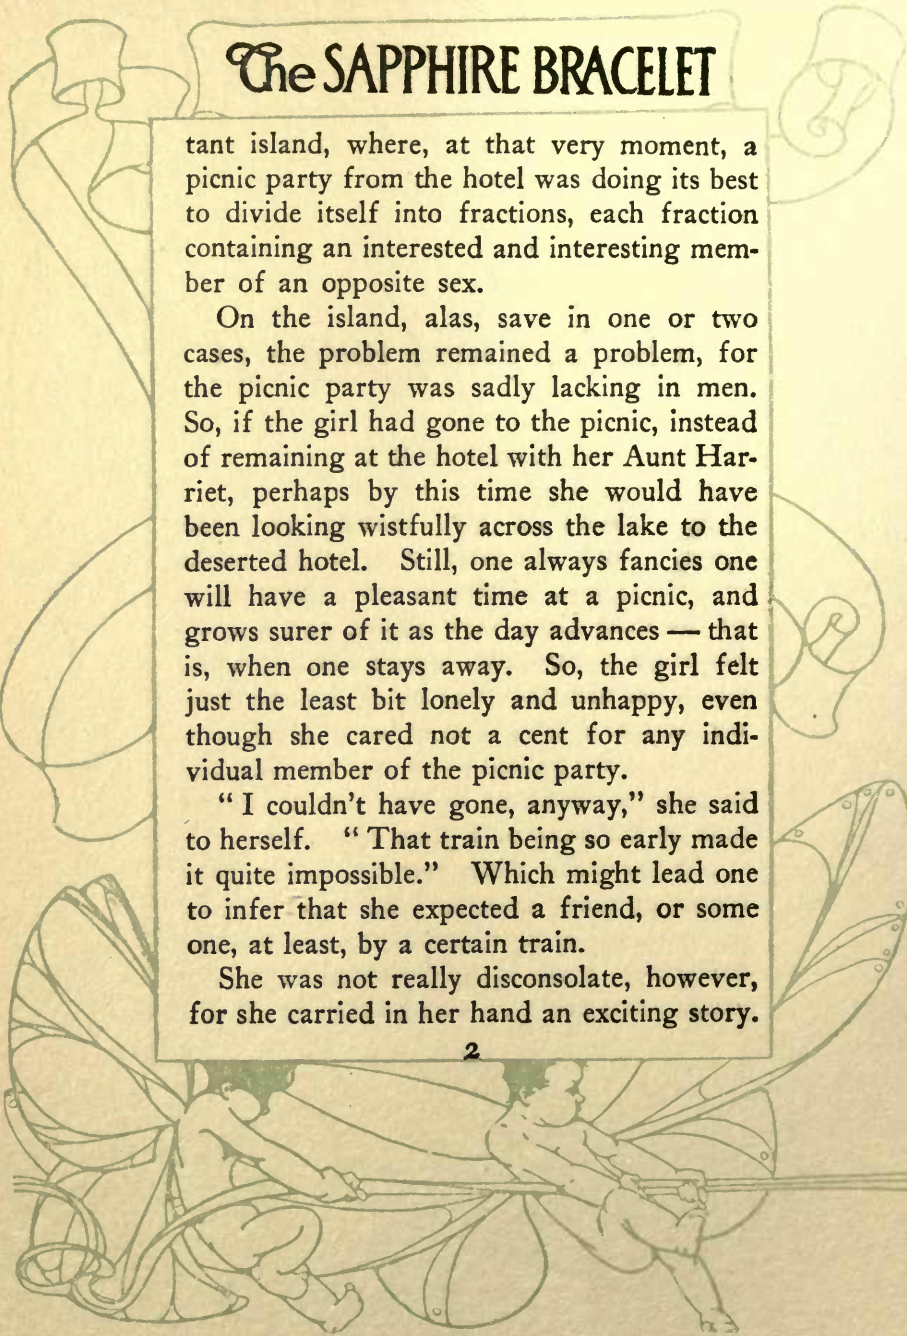 The SAPPHIRE BRACELET
tant island, where, at that very moment, a
picnic party from the hotel was doing its best
to divide itself into fractions, each fraction
containing an interested and interesting mem-
ber of an opposite sex.
On the island, alas, save in one or two
cases, the problem remained a problem, for
the picnic party was sadly lacking in men.
So, if the girl had gone to the picnic, instead
of remaining at the hotel with her Aunt Har-
riet, perhaps by this time she would have
been looking wistfully across the lake to the
deserted hotel. Still, one always fancies one
will have a pleasant time at a picnic, and
grows surer of it as the day advances — that
is, when one stays away. So, the girl felt
just the least bit lonely and unhappy, even
though she cared not a cent for any indi-
vidual member of the picnic party.
“ I couldn’t have gone, anyway,” she said
to herself. “ That train being so early made
it quite impossible.” Which might lead one
to infer that she expected a friend, or some
one, at least, by a certain train.
She was not really disconsolate, however,
for she carried in her hand an exciting story.
2